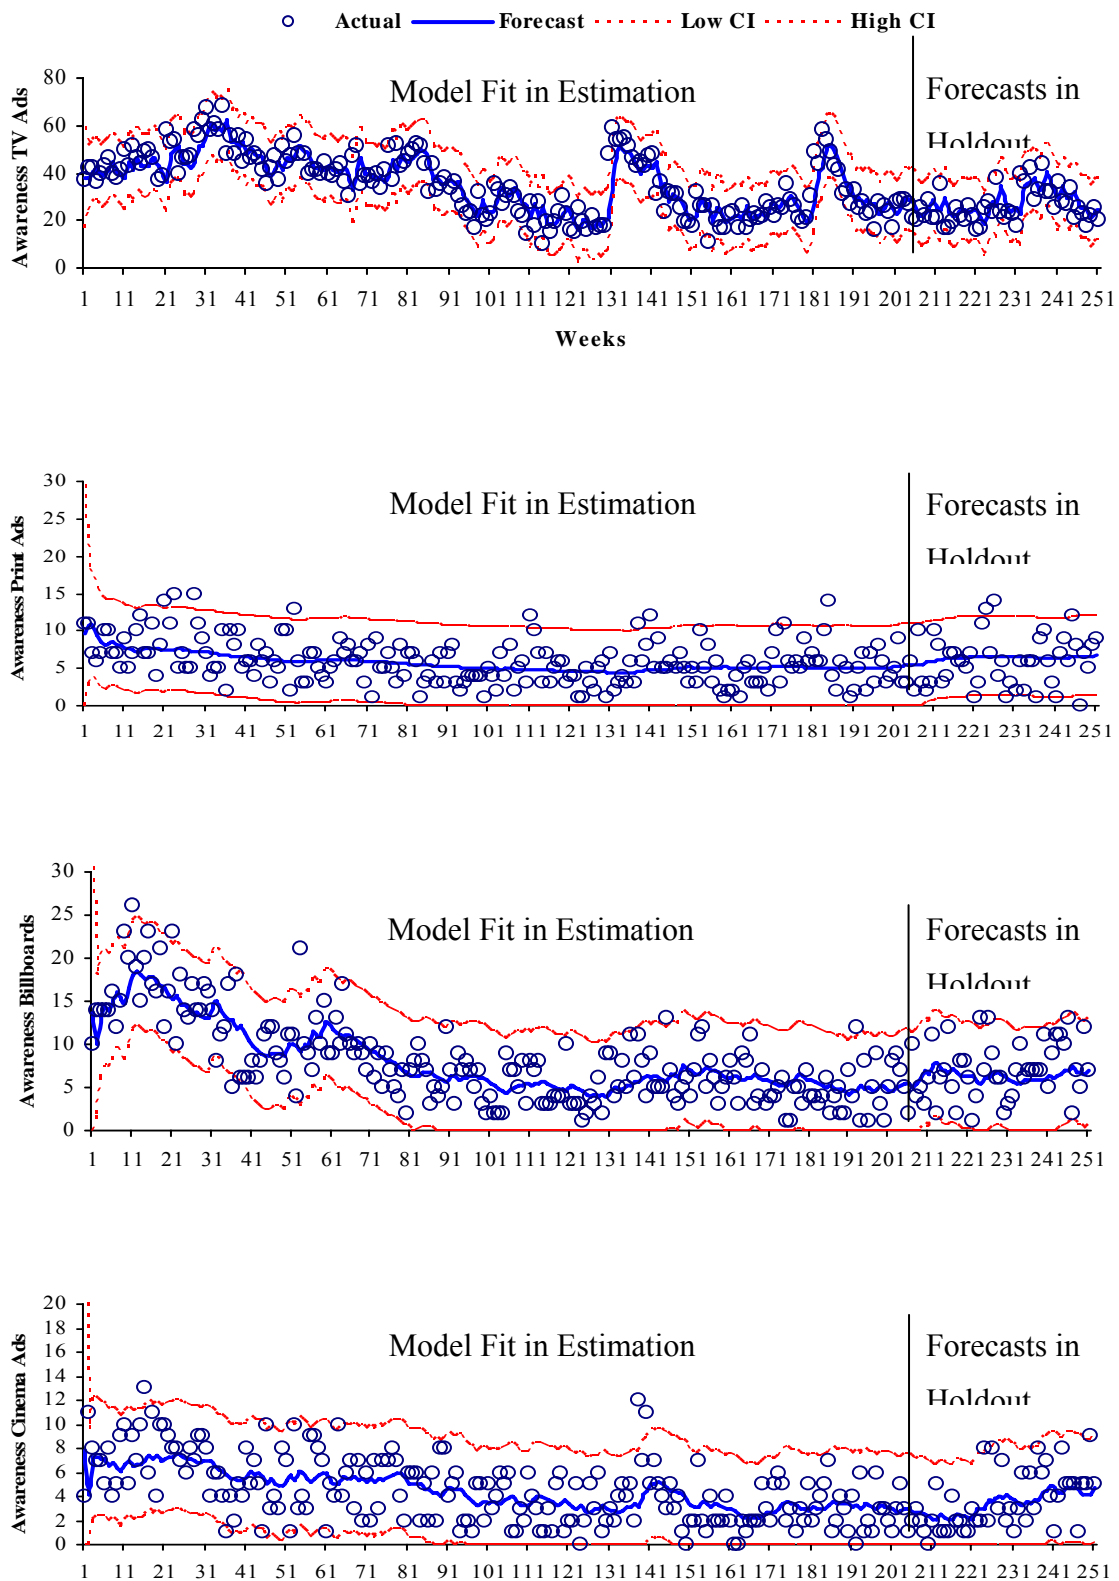 Actual Forecast Low CI High CI
Awareness TV Ads
80
60
40
20
0
Model Fit in Estimation
Forecasts in
Holdout
1 11 21 31 41 51 61 71 81 91 101 111 121 131 141 151 161 171 181 191 201 211 221 231 241 251
Weeks
Awareness Print Ads
30
25
20
15
10
5
0
Model Fit in Estimation
Forecasts in
Holdout
1 11 21 31 41 51 61 71 81 91 101 111 121 131 141 151 161 171 181 191 201 211 221 231 241 251
Awareness Billboards
30
25
20
15
10
5
0
Model Fit in Estimation
Forecasts in
Holdout
1 11 21 31 41 51 61 71 81 91 101 111 121 131 141 151 161 171 181 191 201 211 221 231 241 251
Awareness Cinema Ads
20
18
16
14
12
10
8
6
4
2
0
Model Fit in Estimation
Forecasts in
Holdout
1 11 21 31 41 51 61 71 81 91 101 111 121 131 141 151 161 171 181 191 201 211 221 231 241 251